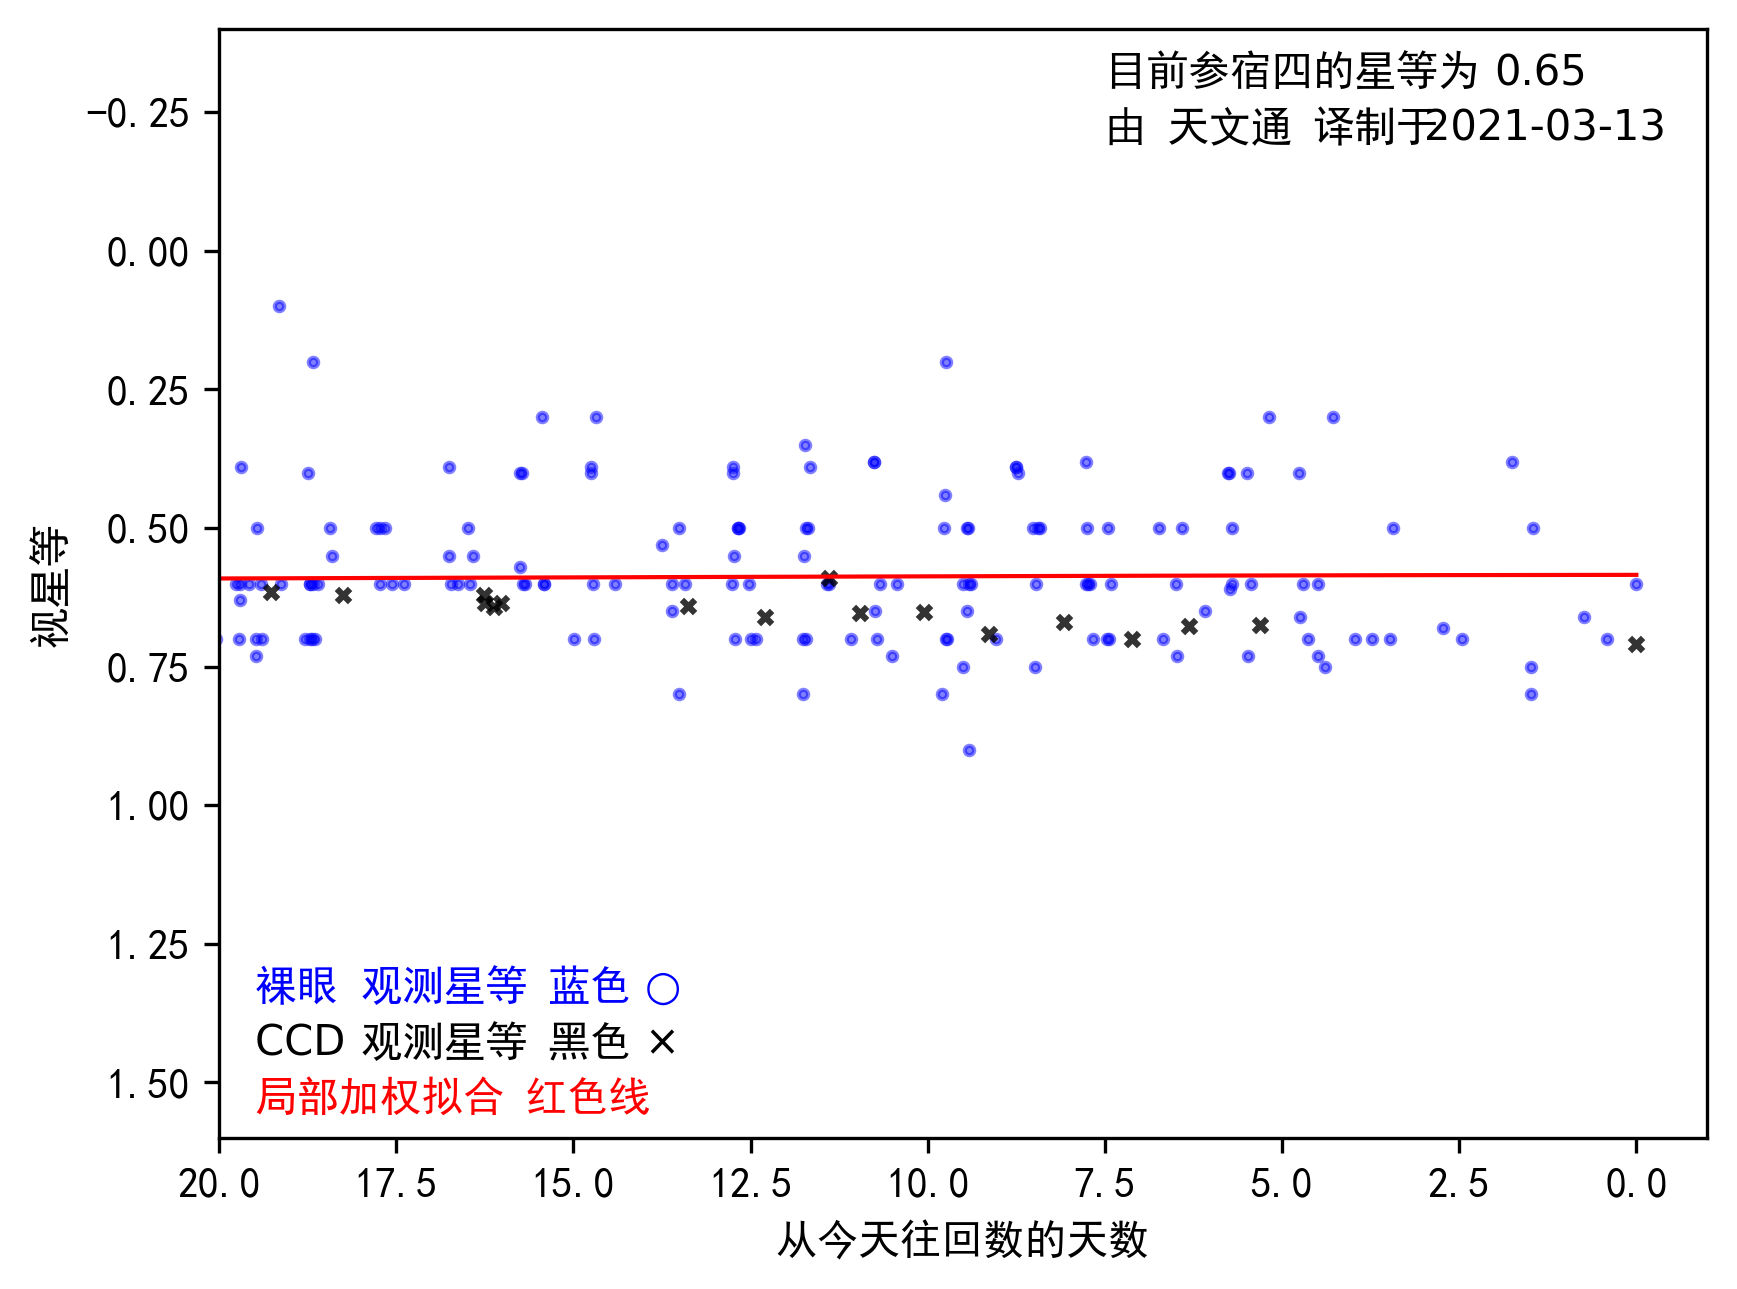 目前参宿四的星等为 0.65
由 天文通 译制于2021-03-13
−0.25
0.00
0.25
0.50
0.75
1.00
1.25
1.50
视星等
裸眼 观测星等 蓝色 ○
CCD 观测星等 黑色 ×
局部加权拟合 红色线
20.0 17.5 15.0 12.5 10.0 7.5 5.0 2.5 0.0
从今天往回数的天数